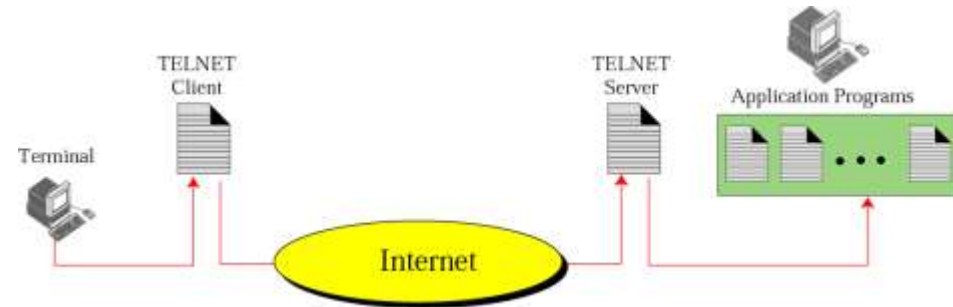 TELNET
Client
TELNET
Server
Application Programs
Terminal
Internet